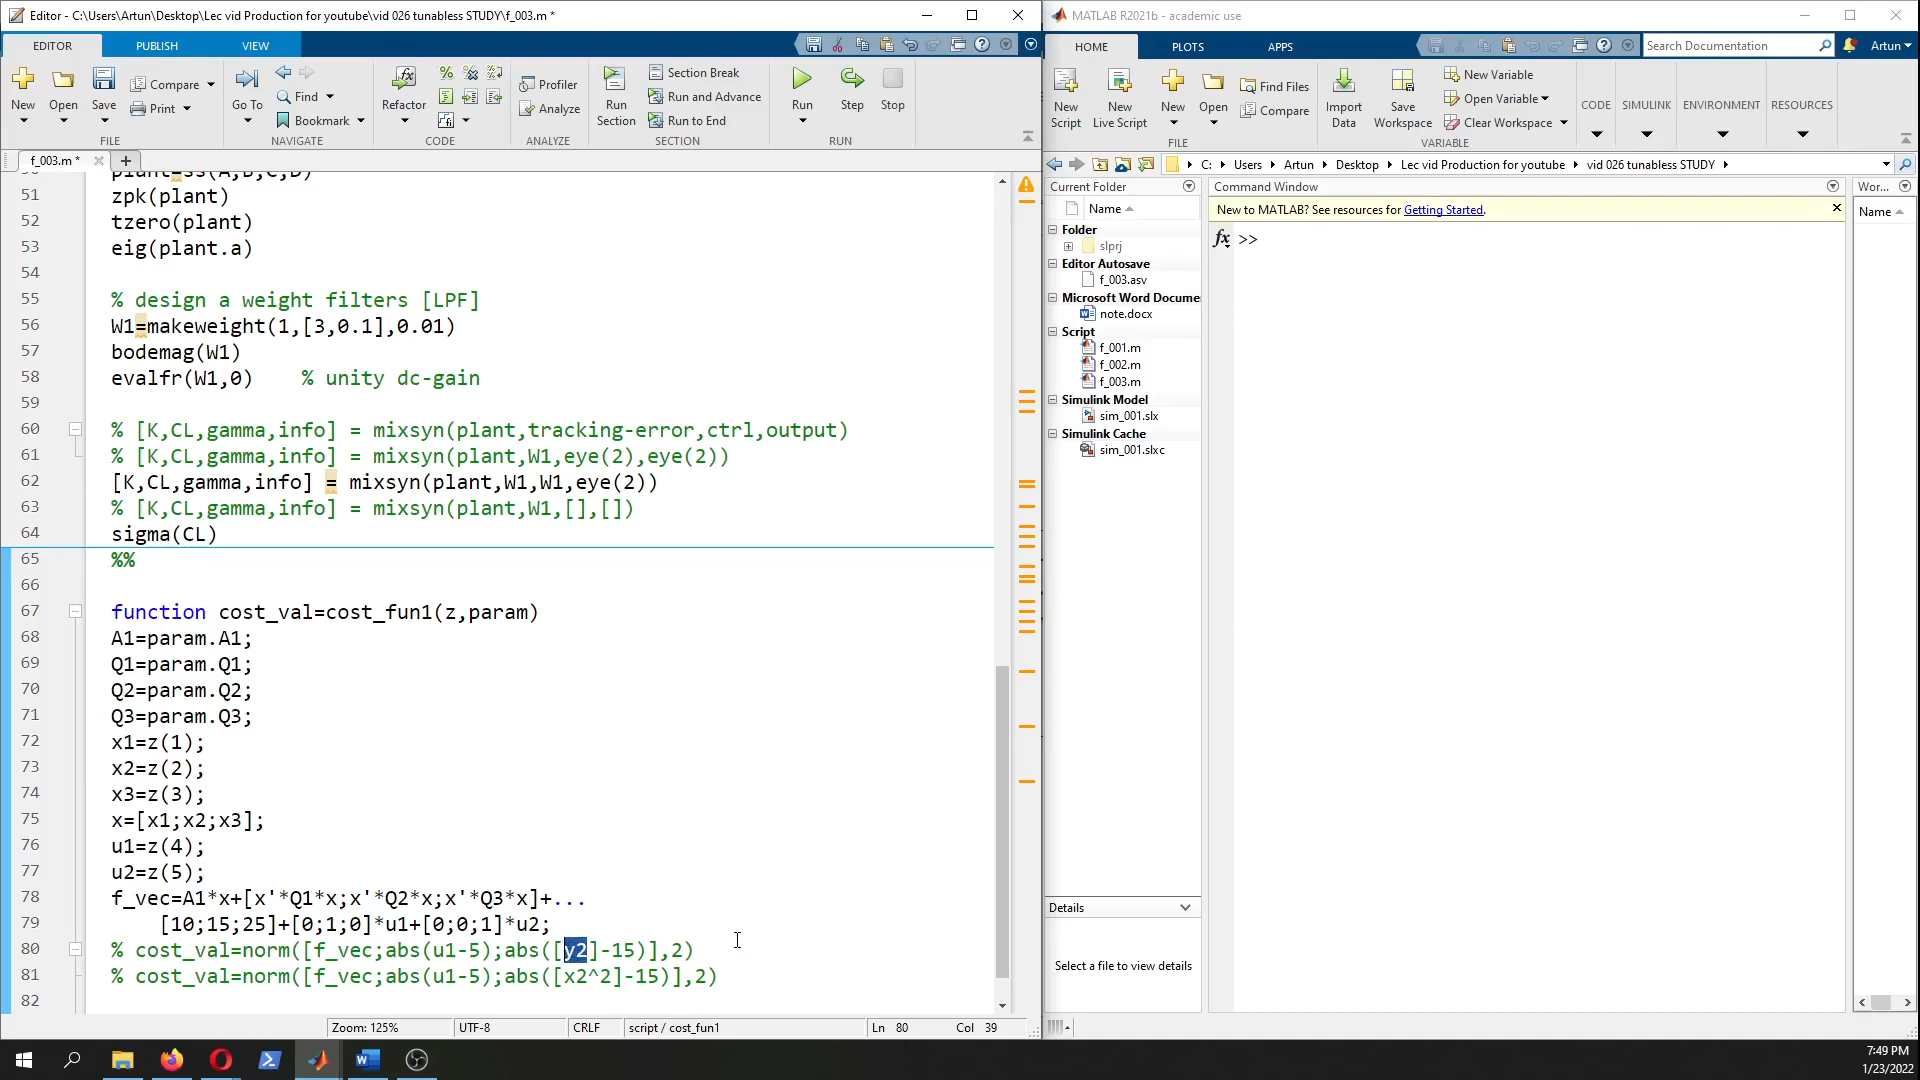 Editor - C:\Users\Artun\Desktop\Lec vid Production for youtube\vid 026 tunabless STUDY\f_003.m *
EDITOR PUBLISH VIEW
New Open Save Compare Print
Go To Find Bookmark
Refactor
Profiler Analyze
Run Section
Section Break
Run and Advance
Run to End
Run Step Stop
FILE NAVIGATE CODE ANALYZE SECTION RUN
f_003.m *
plant=ss(A,B,C,D)
51 zpk(plant)
52 tzero(plant)
53 eig(plant.a)
54
55 % design a weight filters [LPF]
56 W1=makeweight(1,[3,0.1],0.01)
57 bodemag(W1)
58 evalfr(W1,0) % unity dc-gain
59
60 % [K,CL,gamma,info] = mixsyn(plant,tracking-error,ctrl,output)
61 % [K,CL,gamma,info] = mixsyn(plant,W1,eye(2),eye(2))
62 [K,CL,gamma,info] = mixsyn(plant,W1,W1,eye(2))
63 % [K,CL,gamma,info] = mixsyn(plant,W1,[],[])
64 sigma(CL)
65 %%
66
67 function cost_val=cost_fun1(z,param)
68 A1=param.A1;
69 Q1=param.Q1;
70 Q2=param.Q2;
71 Q3=param.Q3;
72 x1=z(1);
73 x2=z(2);
74 x3=z(3);
75 x=[x1;x2;x3];
76 u1=z(4);
77 u2=z(5);
78 f_vec=A1*x+[x'*Q1*x;x'*Q2*x;x'*Q3*x]+...
79 [10;15;25]+[0;1;0]*u1+[0;0;1]*u2;
80 % cost_val=norm([f_vec;abs(u1-5);abs([y2]-15)],2)
81 % cost_val=norm([f_vec;abs(u1-5);abs([x2^2]-15)],2)
82
Zoom: 125% UTF-8 CRLF script / cost_fun1 Ln 80 Col 39
MATLAB R2021b - academic use
HOME PLOTS APPS
Search Documentation
Artun
New Script
New Live Script
New
Open
Find Files
Compare
Import Data
Save Workspace
New Variable
Open Variable
Clear Workspace
CODE SIMULINK ENVIRONMENT RESOURCES
FILE VARIABLE
C: Users Artun Desktop Lec vid Production for youtube vid 026 tunabless STUDY
Current Folder
Name
Folder
slprj
Editor Autosave
f_003.asv
Microsoft Word Docume
note.docx
Script
f_001.m
f_002.m
f_003.m
Simulink Model
sim_001.slx
Simulink Cache
sim_001.slxc
Details
Select a file to view details
Command Window
New to MATLAB? See resources for Getting Started.
fx >>
Wor...
Name
7:49 PM
1/23/2022